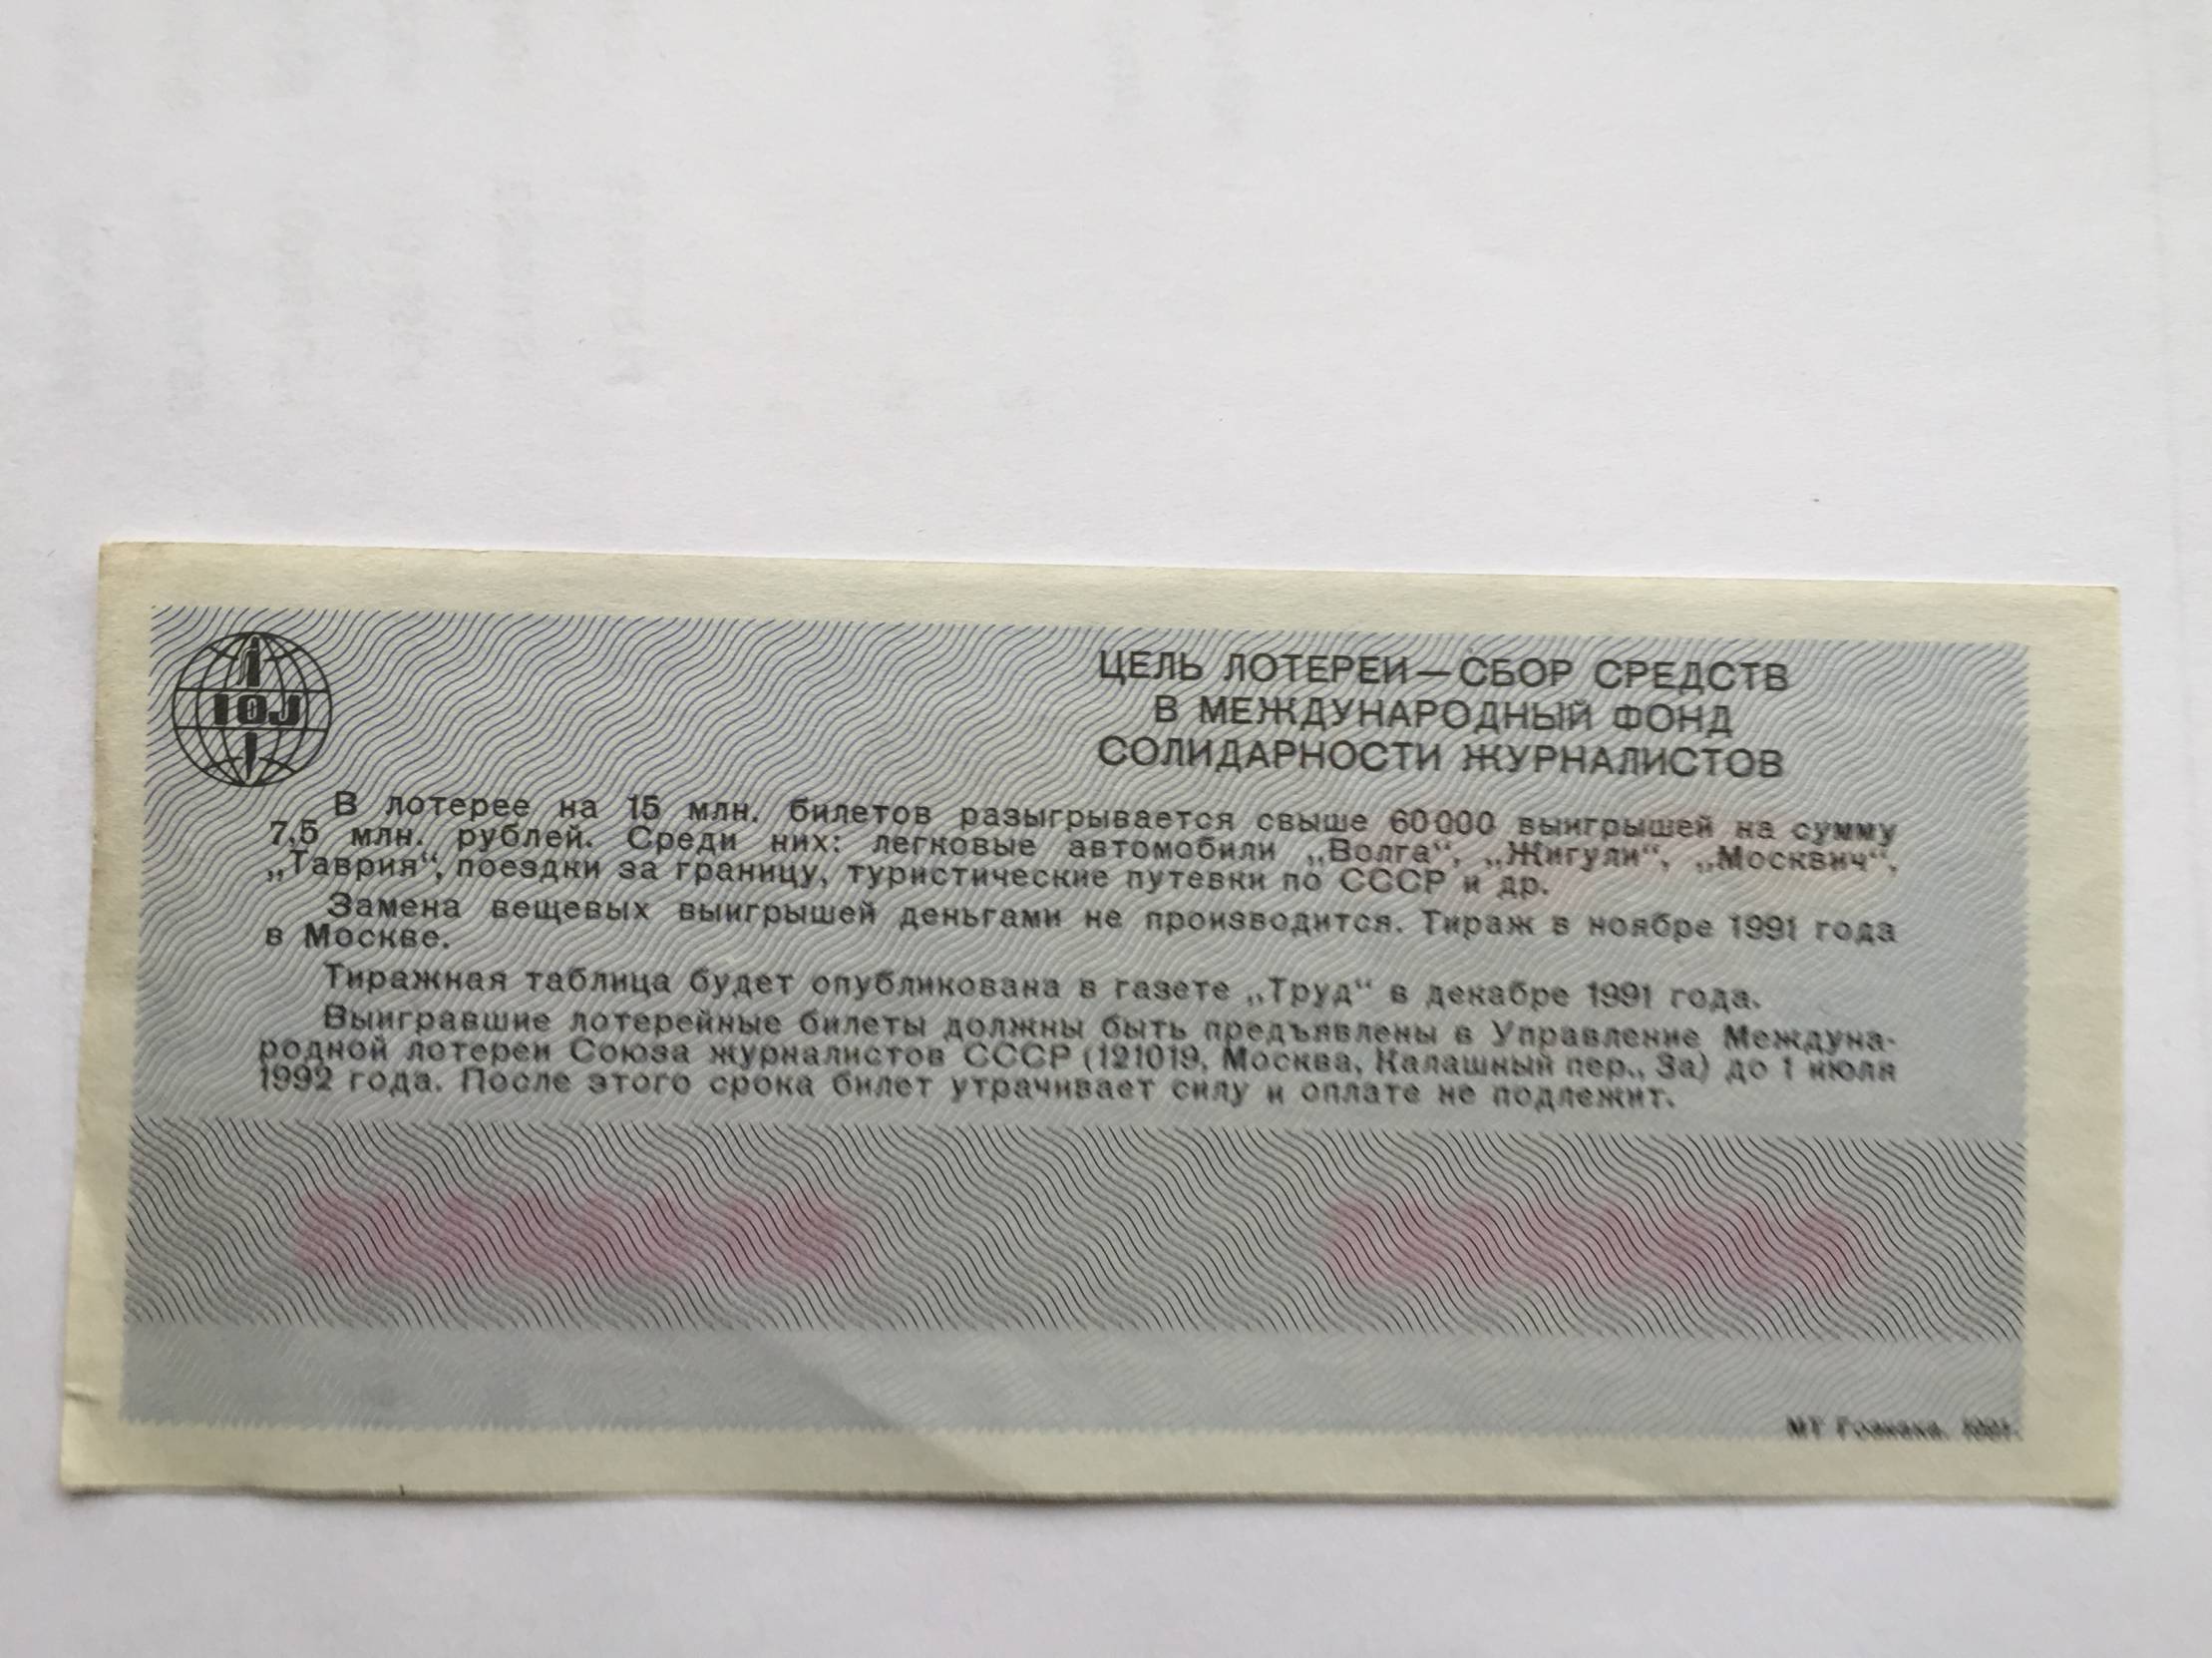 IOJ
ЦЕЛЬ ЛОТЕРЕИ—СБОР СРЕДСТВ
В МЕЖДУНАРОДНЫЙ ФОНД
СОЛИДАРНОСТИ ЖУРНАЛИСТОВ
В лотерее на 15 млн. билетов разыгрывается свыше 60 000 выигрышей на сумму
7,5 млн. рублей. Среди них: легковые автомобили „Волга“, „Жигули“, „Москвич“,
„Таврия“, поездки за границу, туристические путевки по СССР и др.
Замена вещевых выигрышей деньгами не производится. Тираж в ноябре 1991 года
в Москве.
Тиражная таблица будет опубликована в газете „Труд“ в декабре 1991 года.
Выигравшие лотерейные билеты должны быть предъявлены в Управление Междуна-
родной лотереи Союза журналистов СССР (121019, Москва, Калашный пер., 3а) до 1 июля
1992 года. После этого срока билет утрачивает силу и оплате не подлежит.
МТ Гознака. 1991.